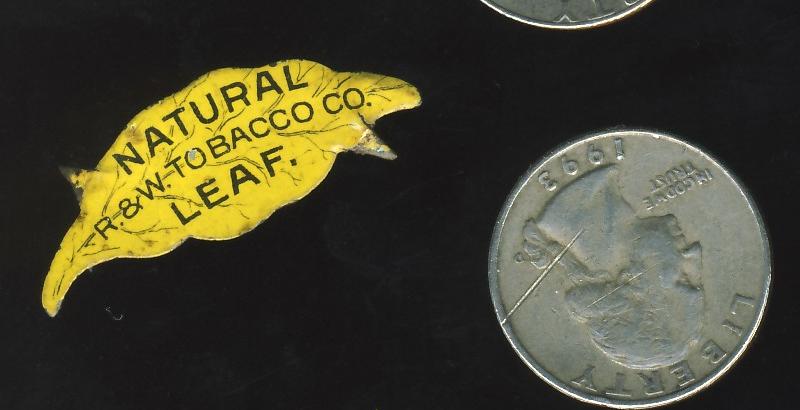 NATURAL
R.&W. TOBACCO CO.
LEAF.
1993
IN GOD WE
TRUST
LIBERTY